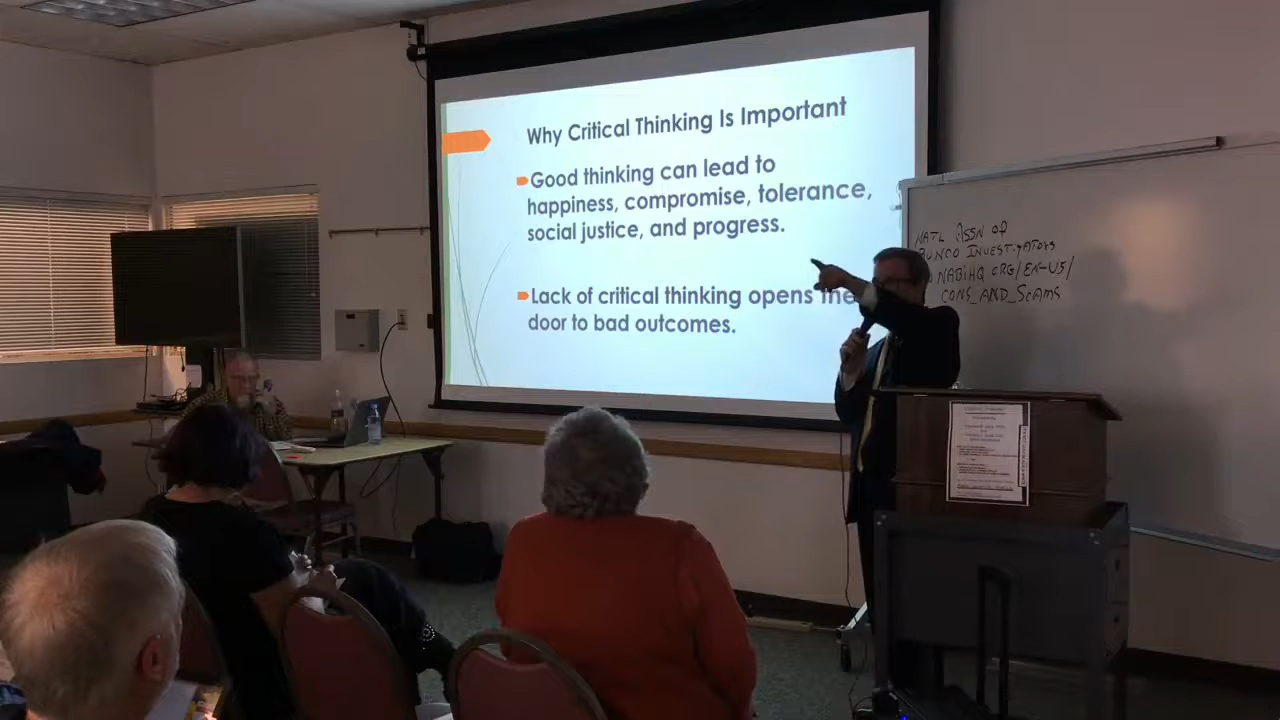 Why Critical Thinking Is Important
Good thinking can lead to
happiness, compromise, tolerance,
social justice, and progress.
Lack of critical thinking opens the
door to bad outcomes.
NATL ASSN OF
BUNCO INVESTIGATORS
NABIHQ.ORG/EN-US/
CONS_AND_SCAMS